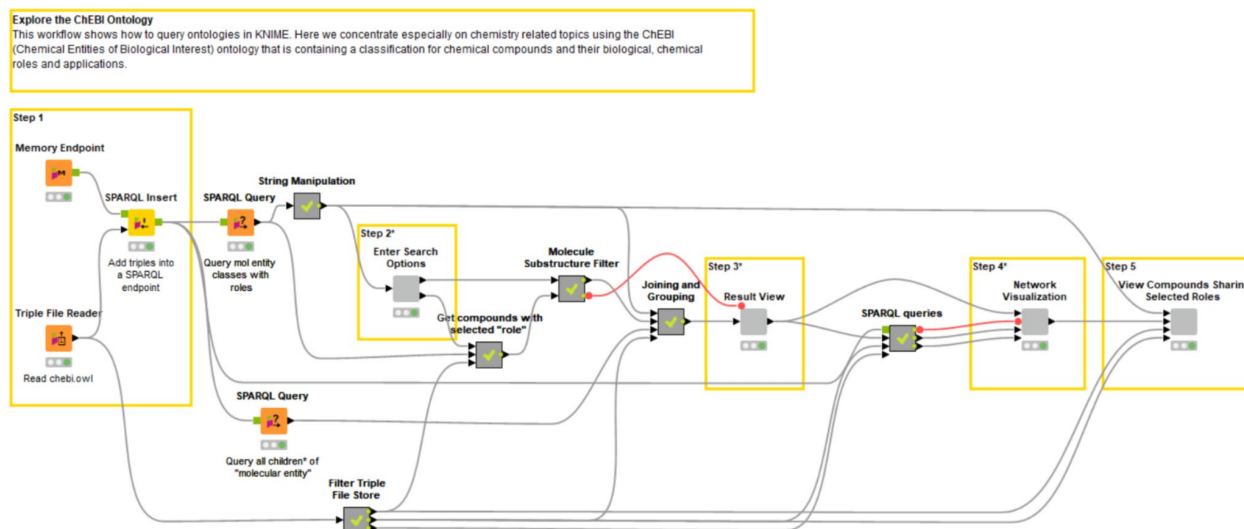 Explore the ChEBI Ontology
This workflow shows how to query ontologies in KNIME. Here we concentrate especially on chemistry related topics using the ChEBI
(Chemical Entities of Biological Interest) ontology that is containing a classification for chemical compounds and their biological, chemical
roles and applications.
Step 1
Memory Endpoint
SPARQL Insert
Add triples into
a SPARQL
endpoint
Triple File Reader
Read chebi.owl
SPARQL Query
Query mol entity
classes with
roles
String Manipulation
Step 2*
Enter Search
Options
Get compounds with
selected "role"
Molecule
Substructure Filter
SPARQL Query
Query all children* of
"molecular entity"
Filter Triple
File Store
Joining and
Grouping
Step 3*
Result View
SPARQL queries
Step 4*
Network
Visualization
Step 5
View Compounds Sharin
Selected Roles